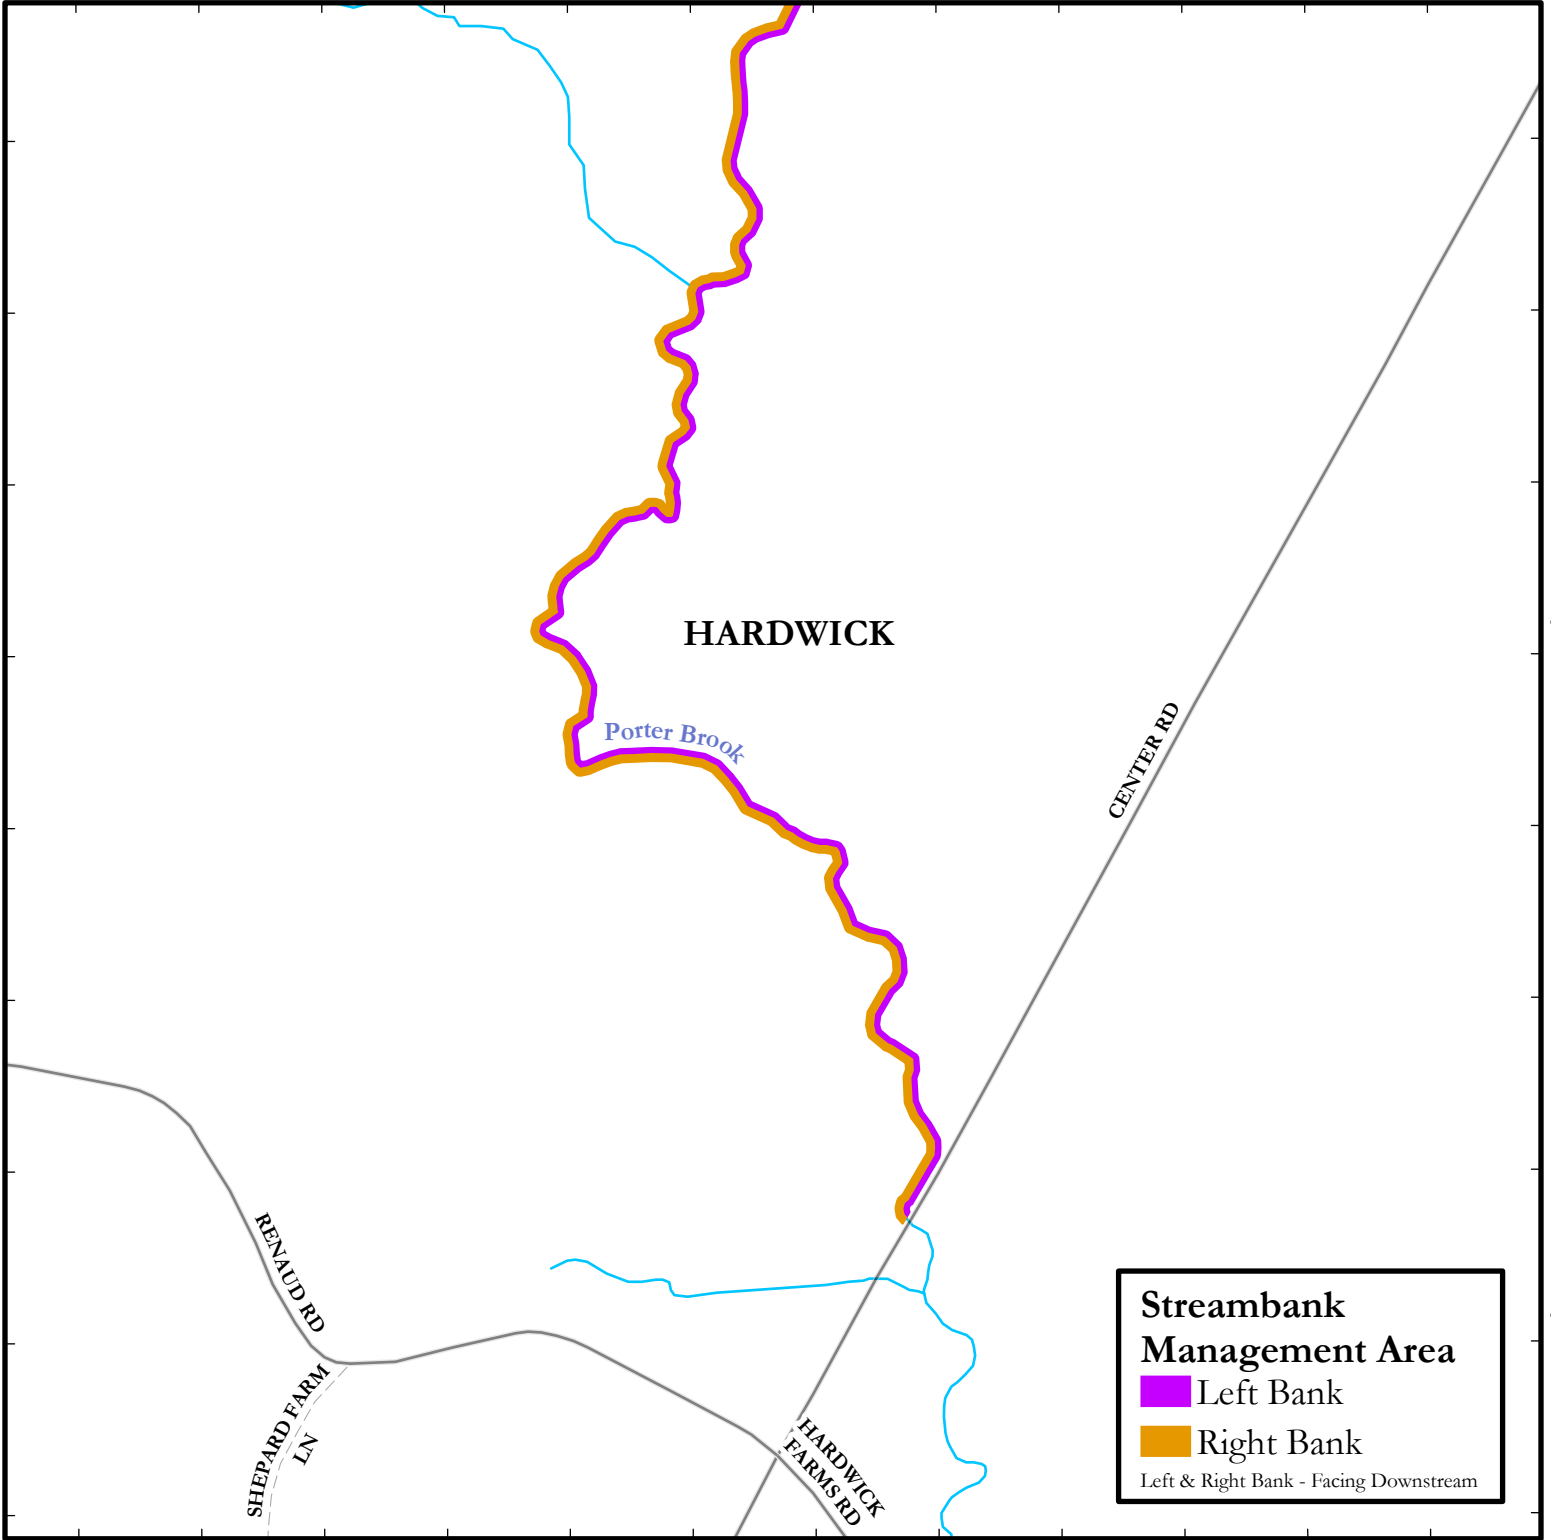 HARDWICK
CENTER RD
Porter Brook
RENAUD RD
SHEPARD FARM
LN
HARDWICK
FARMS RD
Streambank
Management Area
Left Bank
Right Bank
Left & Right Bank - Facing Downstream